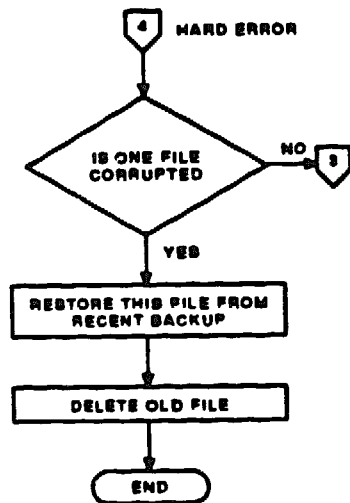 4 HARD ERROR
IS ONE FILE
CORRUPTED
NO
3
YES
RESTORE THIS FILE FROM
RECENT BACKUP
DELETE OLD FILE
END